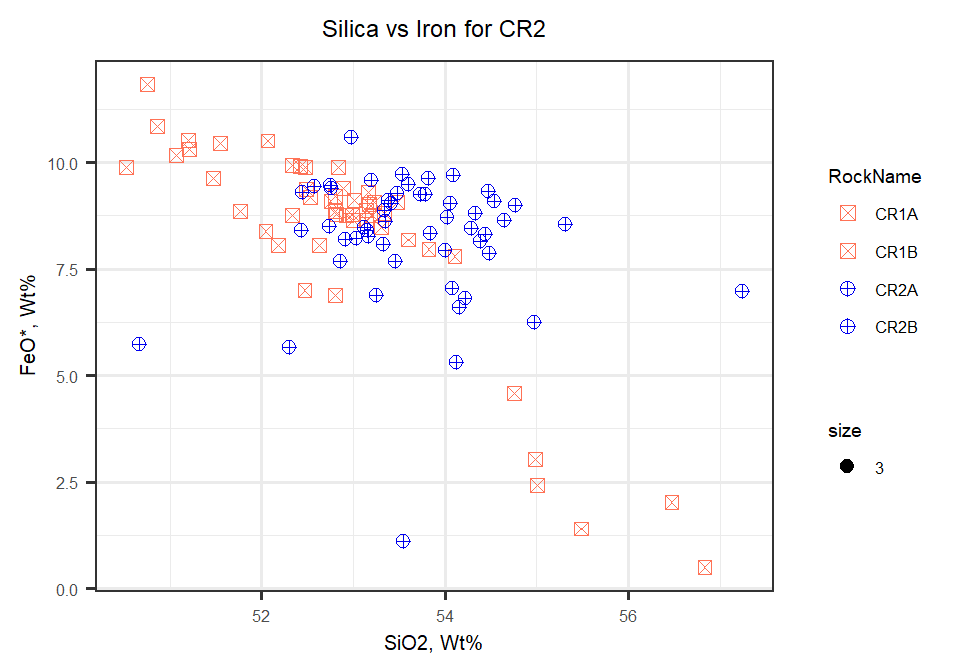 Silica vs Iron for CR2
10.0
7.5
5.0
2.5
0.0
FeO*, Wt%
52
54
56
SiO2, Wt%
RockName
CR1A
CR1B
CR2A
CR2B
size
3